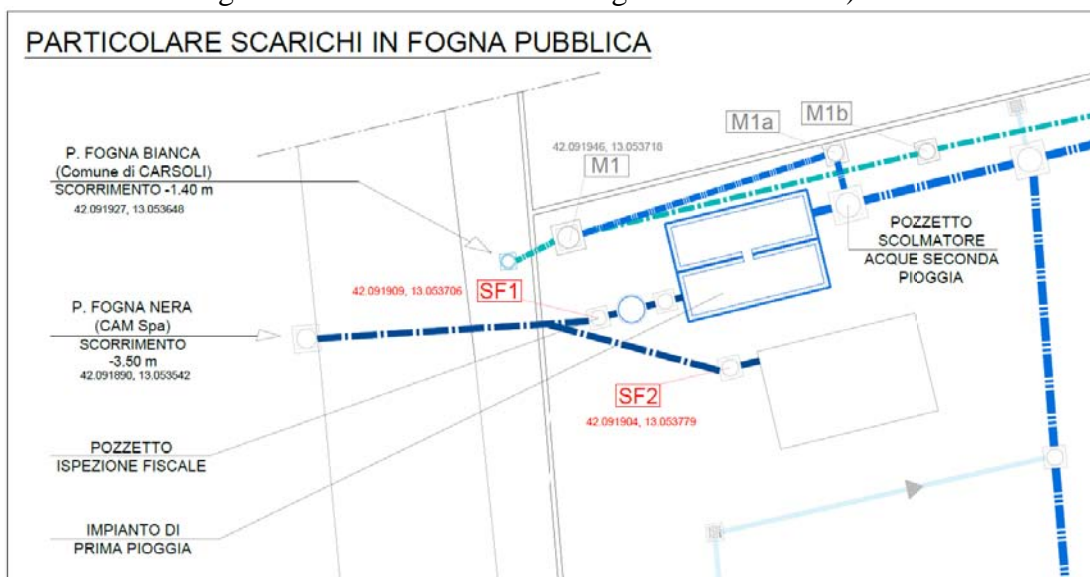 PARTICOLARE SCARICHI IN FOGNA PUBBLICA
P. FOGNA BIANCA
(Comune di CARSOLI)
SCORRIMENTO -1.40 m
42.091927, 13.053648
42.091946, 13.053718
M1
M1a
M1b
POZZETTO
SCOLMATORE
ACQUE SECONDA
PIOGGIA
42.091909, 13.053706
SF1
P. FOGNA NERA
(CAM Spa)
SCORRIMENTO
-3.50 m
42.091890, 13.053542
SF2
42.091904, 13.053779
POZZETTO
ISPEZIONE FISCALE
IMPIANTO DI
PRIMA PIOGGIA